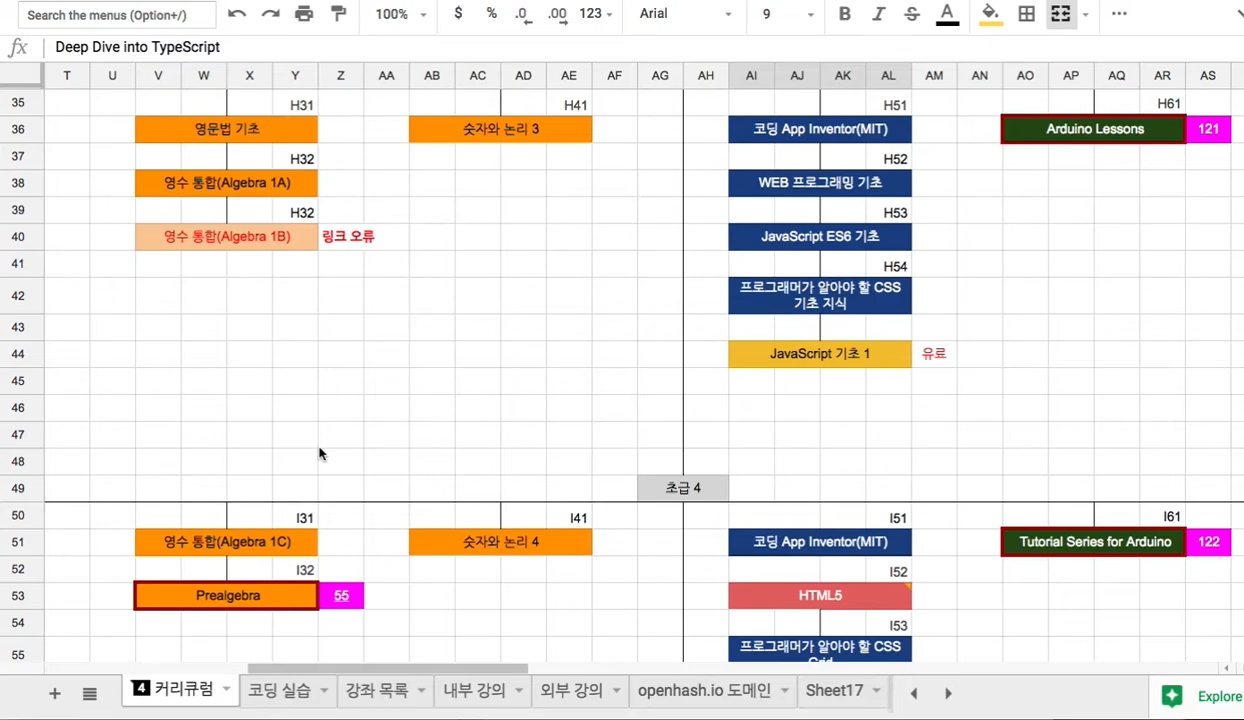 Search the menus (Option+/) 100% $ % .0 .00 123 Arial 9 B I S A
fx Deep Dive into TypeScript
T U V W X Y Z AA AB AC AD AE AF AG AH AI AJ AK AL AM AN AO AP AQ AR AS
35 H31 H41 H51 H61
36 영문법 기초 숫자와 논리 3 코딩 App Inventor(MIT) Arduino Lessons 121
37 H32 H52
38 영수 통합(Algebra 1A) WEB 프로그래밍 기초
39 H32 H53
40 영수 통합(Algebra 1B) 링크 오류 JavaScript ES6 기초
41 H54
42 프로그래머가 알아야 할 CSS
기초 지식
43
44 JavaScript 기초 1 유료
45
46
47
48
49 초급 4
50 I31 I41 I51 I61
51 영수 통합(Algebra 1C) 숫자와 논리 4 코딩 App Inventor(MIT) Tutorial Series for Arduino 122
52 I32 I52
53 Prealgebra 55 HTML5
54 I53
55 프로그래머가 알아야 할 CSS
Grid
4 커리큘럼 코딩 실습 강좌 목록 내부 강의 외부 강의 openhash.io 도메인 Sheet17 Explore